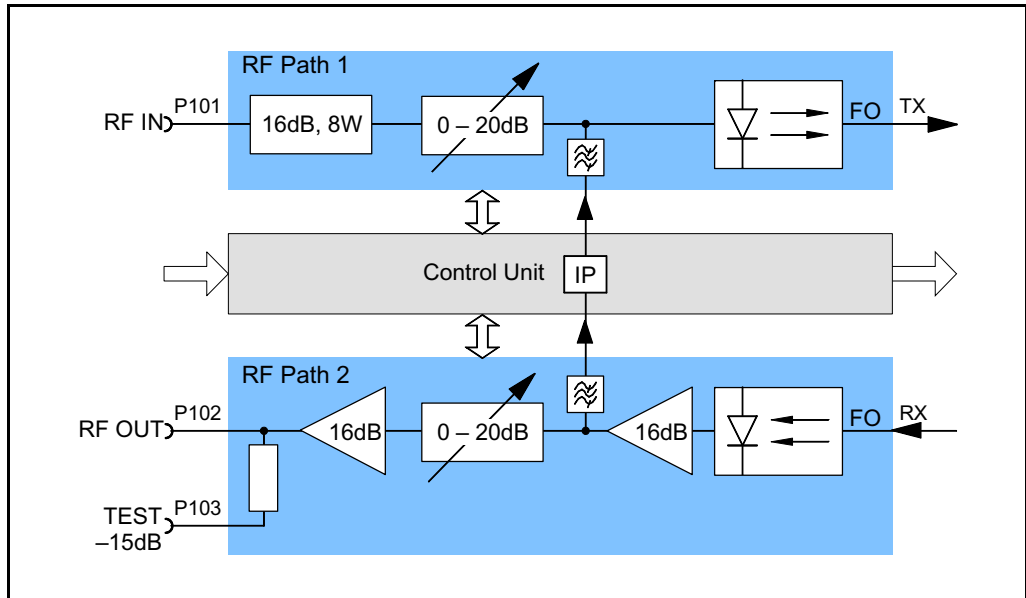 RF Path 1
RF IN
P101
16dB, 8W
0 – 20dB
FO
TX
Control Unit
IP
RF Path 2
RF OUT
P102
16dB
0 – 20dB
16dB
FO
RX
TEST
–15dB
P103